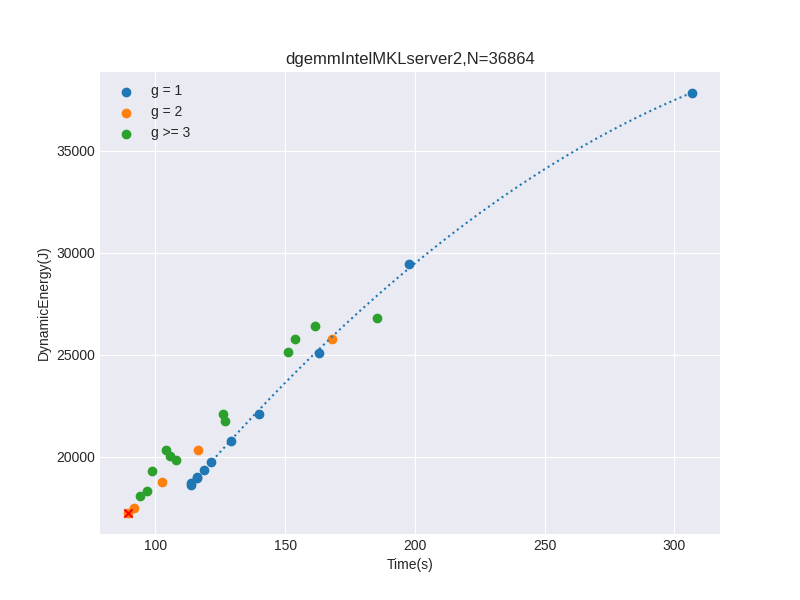 dgemmIntelMKLserver2,N=36864
g = 1
g = 2
g >= 3
DynamicEnergy(J)
35000
30000
25000
20000
100 150 200 250 300
Time(s)